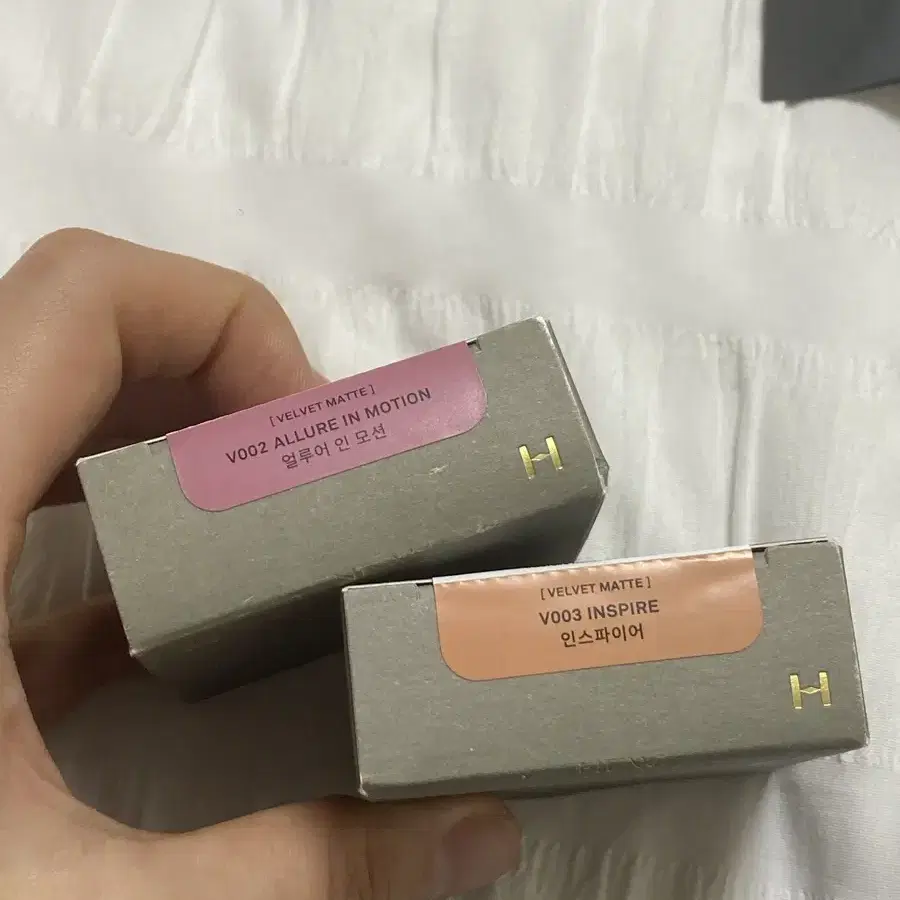 [ VELVET MATTE ]
V002 ALLURE IN MOTION
얼루어 인 모션
H
[ VELVET MATTE ]
V003 INSPIRE
인스파이어
H